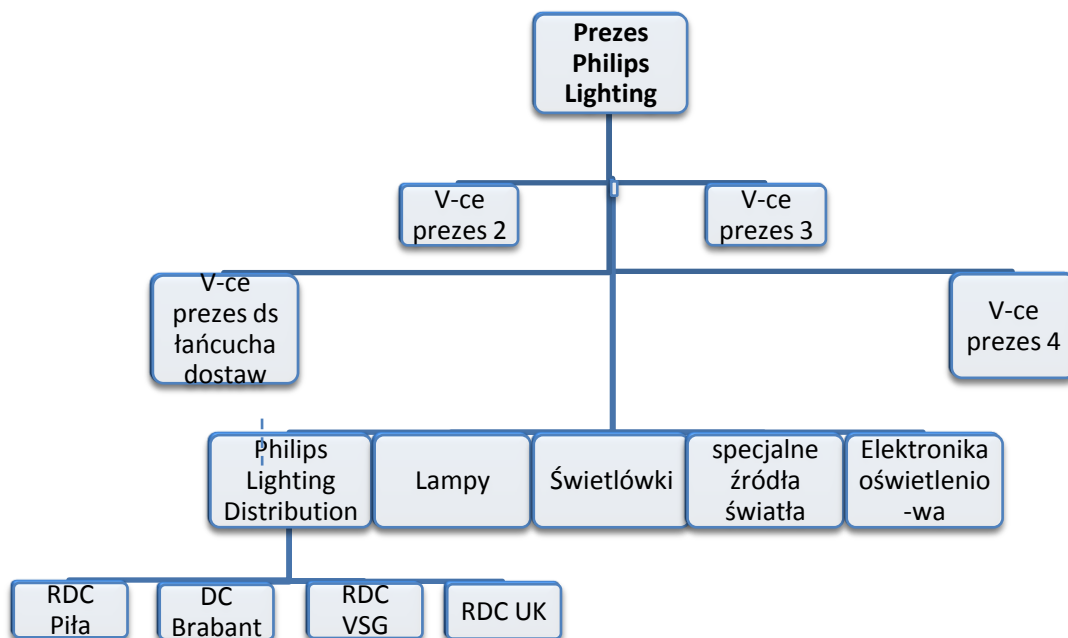 Prezes
Philips
Lighting
V-ce
prezes 2
V-ce
prezes 3
V-ce
prezes ds
łańcucha
dostaw
V-ce
prezes 4
Philips
Lighting
Distribution
Lampy
Świetlówki
specjalne
źródła
światła
Elektronika
oświetlenio
-wa
RDC
Piła
DC
Brabant
RDC
VSG
RDC UK